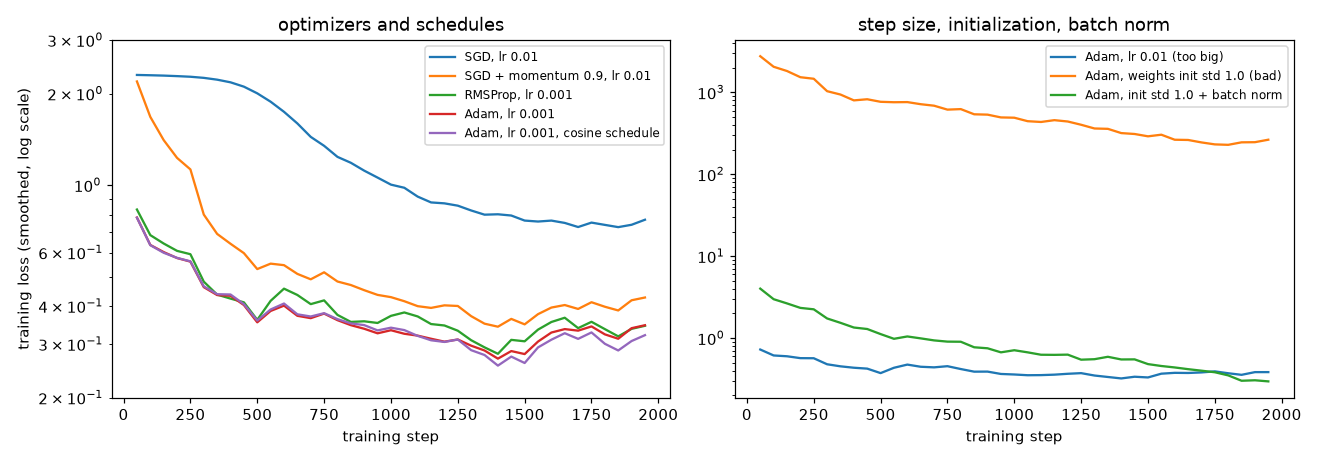 optimizers and schedules
training loss (smoothed, log scale)
3 × 10⁰
2 × 10⁰
10⁰
6 × 10⁻¹
4 × 10⁻¹
3 × 10⁻¹
2 × 10⁻¹
SGD, lr 0.01
SGD + momentum 0.9, lr 0.01
RMSProp, lr 0.001
Adam, lr 0.001
Adam, lr 0.001, cosine schedule
0 250 500 750 1000 1250 1500 1750 2000
training step
step size, initialization, batch norm
10³
10²
10¹
10⁰
Adam, lr 0.01 (too big)
Adam, weights init std 1.0 (bad)
Adam, init std 1.0 + batch norm
0 250 500 750 1000 1250 1500 1750 2000
training step